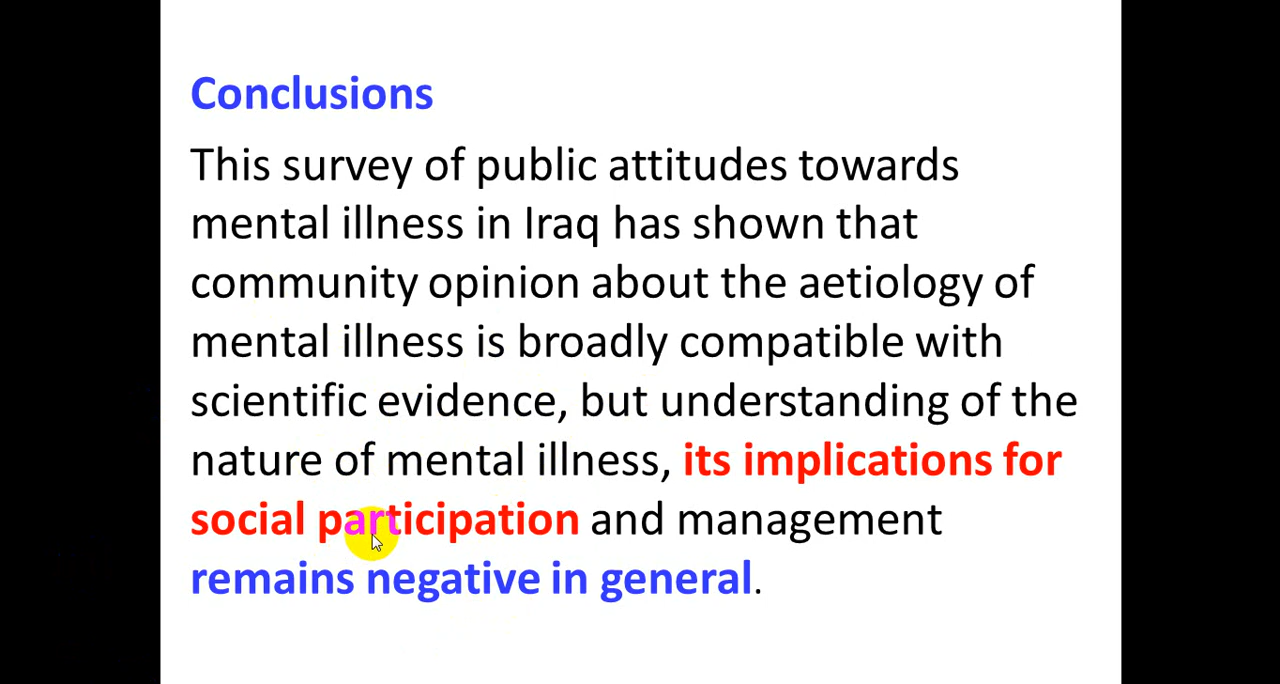 Conclusions
This survey of public attitudes towards
mental illness in Iraq has shown that
community opinion about the aetiology of
mental illness is broadly compatible with
scientific evidence, but understanding of the
nature of mental illness, its implications for
social participation and management
remains negative in general.